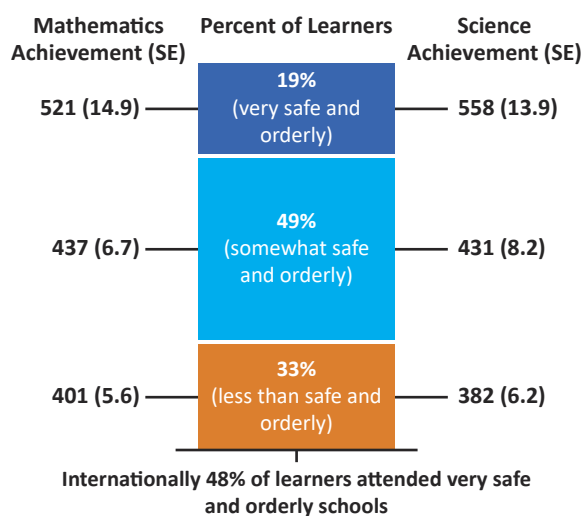 Mathematics
Achievement (SE)
Percent of Learners
Science
Achievement (SE)
521 (14.9)
19%
(very safe and
orderly)
558 (13.9)
437 (6.7)
49%
(somewhat safe
and orderly)
431 (8.2)
401 (5.6)
33%
(less than safe and
orderly)
382 (6.2)
Internationally 48% of learners attended very safe
and orderly schools